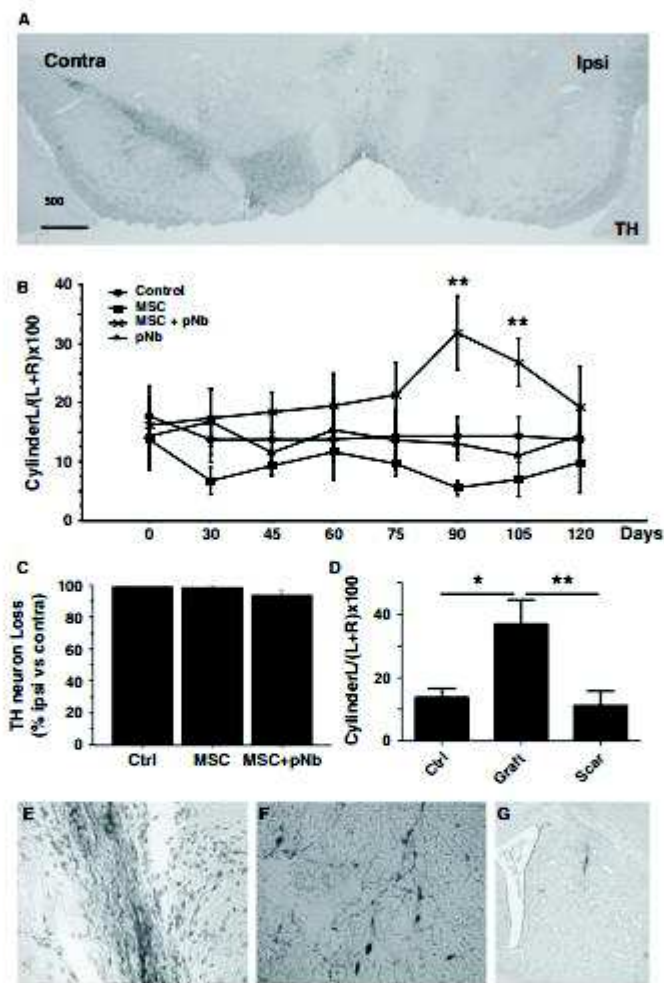 A
Contra Ipsi
500
TH
B
CylinderL/(L+R)x100
40
30
20
10
0
Control
MSC
MSC + pNb
pNb
** **
0 30 45 60 75 90 105 120 Days
C
TH neuron Loss
(% ipsi vs contra)
100
80
60
40
20
0
Ctrl MSC MSC+pNb
D
CylinderL/(L+R)x100
40
20
0
* **
Ctrl Graft Scar
E F G